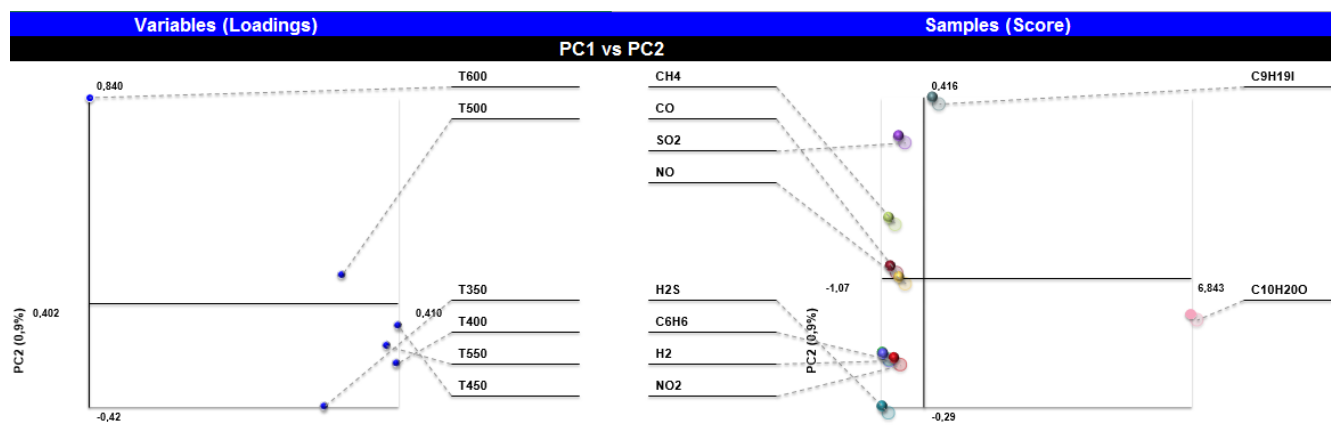 Variables (Loadings)
Samples (Score)
PC1 vs PC2
0,840
T600
T500
T350
T400
T550
T450
0,402
0,410
PC2 (0,9%)
-0,42
CH4
CO
SO2
NO
H2S
C6H6
H2
NO2
0,416
C9H19I
-1,07
6,843
C10H20O
PC2 (0,9%)
-0,29